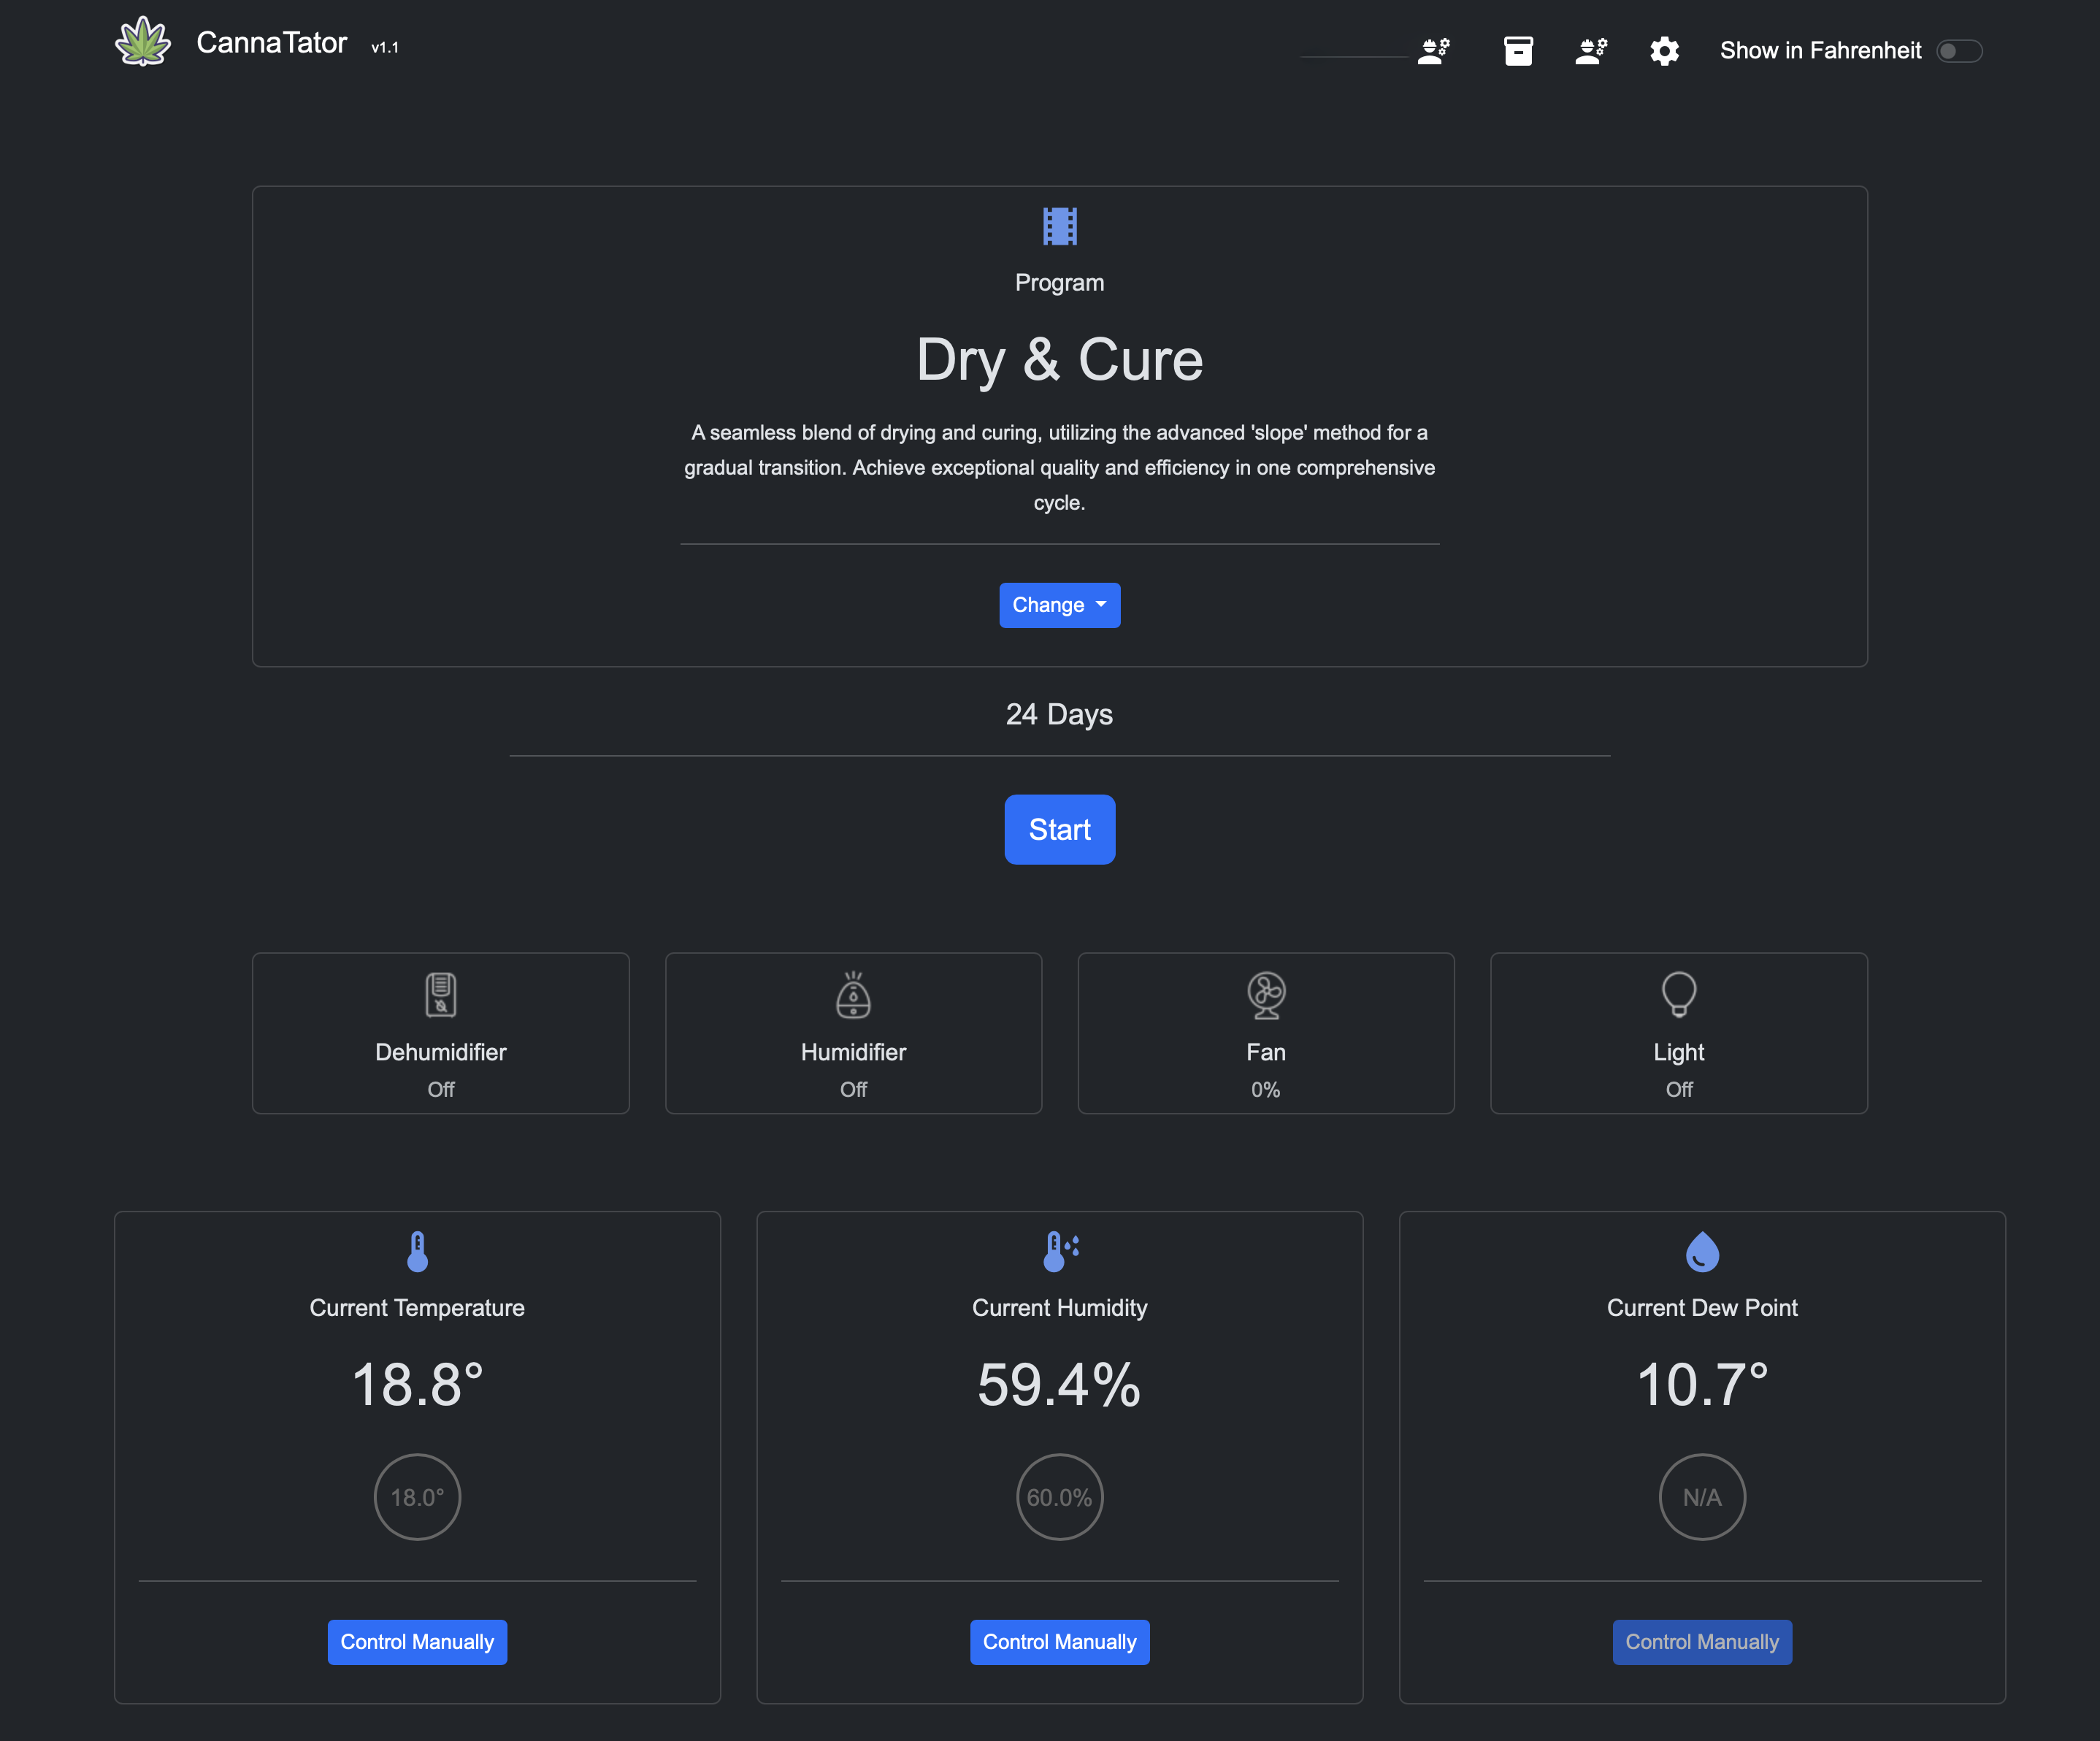 CannaTator v1.1
Show in Fahrenheit
Program
Dry & Cure
A seamless blend of drying and curing, utilizing the advanced 'slope' method for a
gradual transition. Achieve exceptional quality and efficiency in one comprehensive
cycle.
Change
24 Days
Start
Dehumidifier
Off
Humidifier
Off
Fan
0%
Light
Off
Current Temperature
18.8°
18.0°
Control Manually
Current Humidity
59.4%
60.0%
Control Manually
Current Dew Point
10.7°
N/A
Control Manually